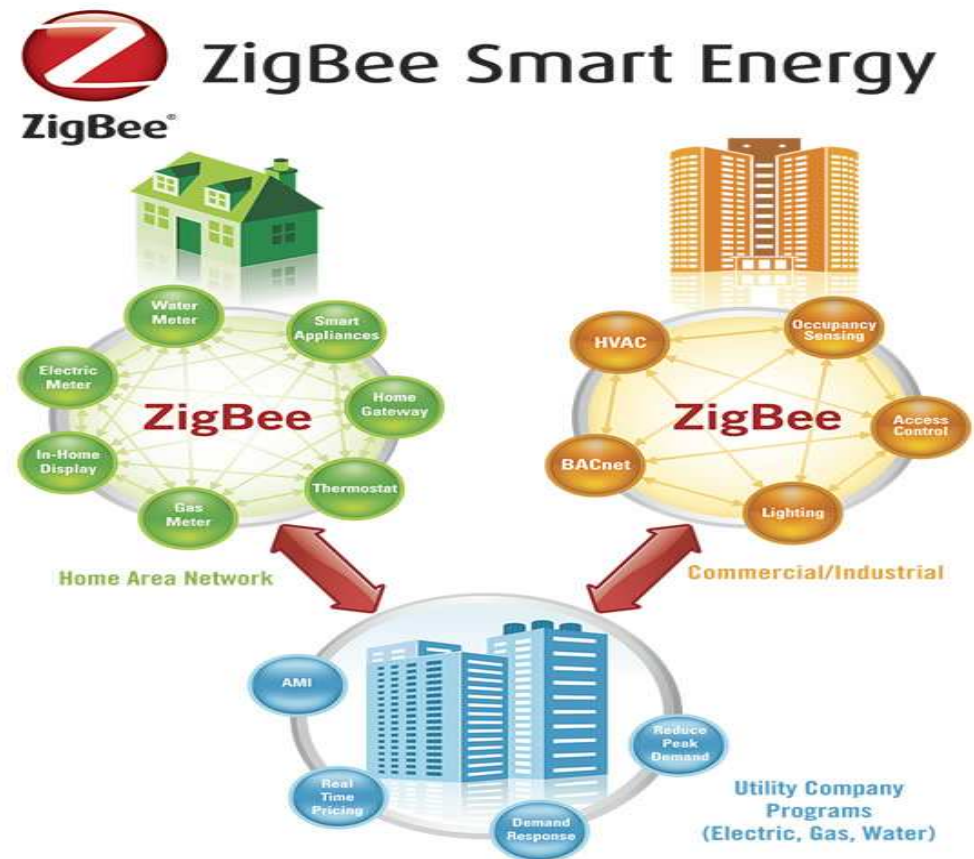 ZigBee Smart Energy
ZigBee®
Water
Meter
Smart
Appliances
Electric
Meter
ZigBee
Home
Gateway
In-Home
Display
Thermostat
Gas
Meter
Home Area Network
HVAC
Occupancy
Sensing
ZigBee
Access
Control
BACnet
Lighting
Commercial/Industrial
AMI
Reduce
Peak
Demand
Real
Time
Pricing
Demand
Response
Utility Company
Programs
(Electric, Gas, Water)